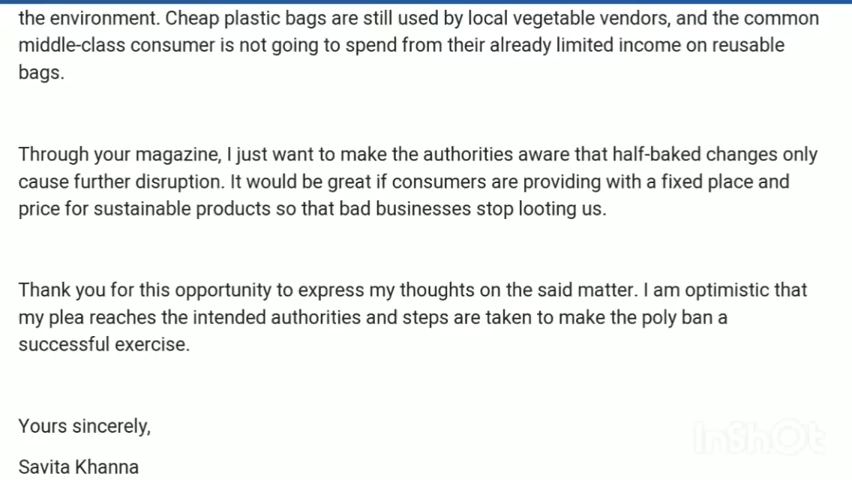 the environment. Cheap plastic bags are still used by local vegetable vendors, and the common
middle-class consumer is not going to spend from their already limited income on reusable
bags.
Through your magazine, I just want to make the authorities aware that half-baked changes only
cause further disruption. It would be great if consumers are providing with a fixed place and
price for sustainable products so that bad businesses stop looting us.
Thank you for this opportunity to express my thoughts on the said matter. I am optimistic that
my plea reaches the intended authorities and steps are taken to make the poly ban a
successful exercise.
Yours sincerely,
InShOt
Savita Khanna